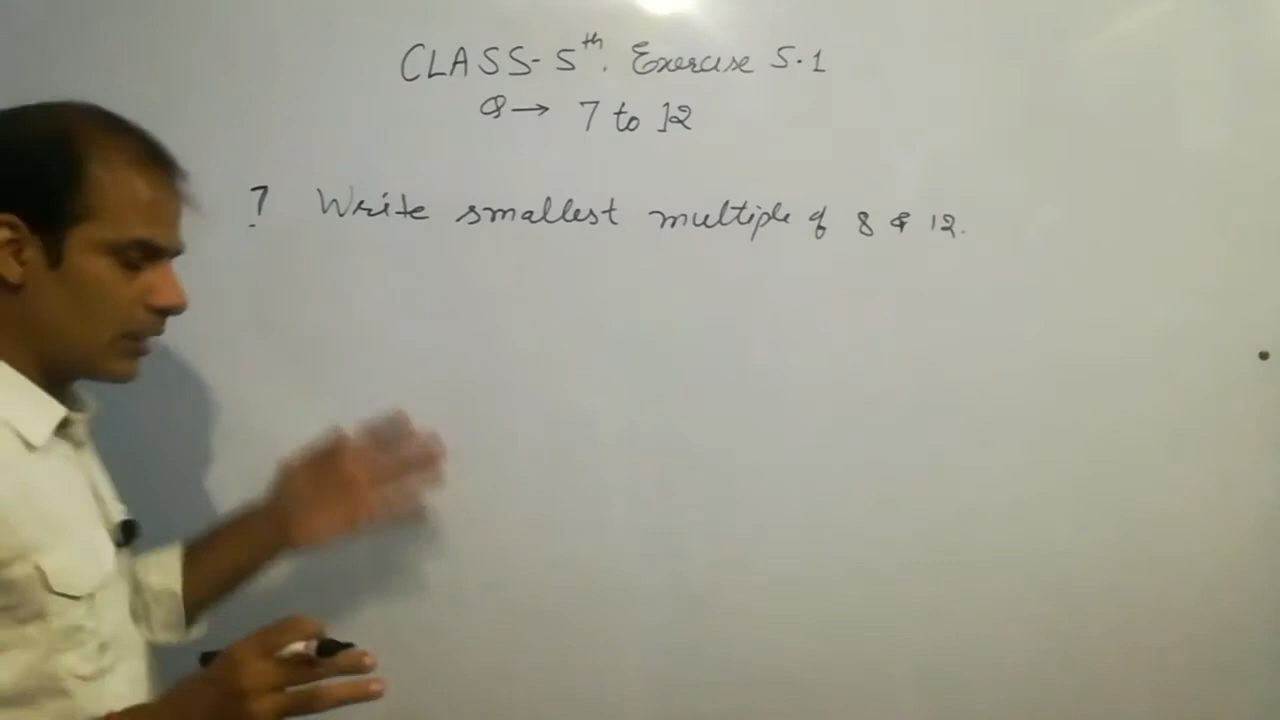 CLASS- 5th. Exercise 5.1
Q→ 7 to 12
7 Write smallest multiple of 8 & 12.